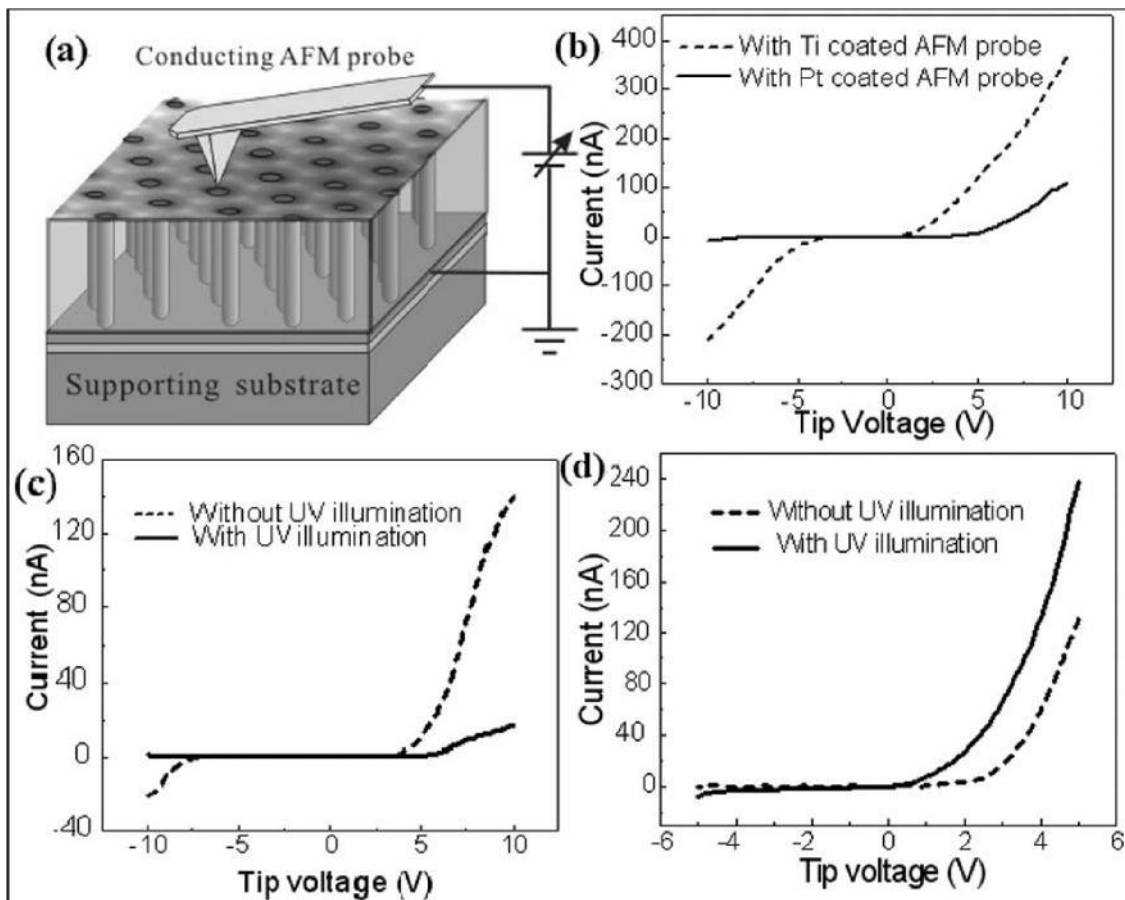 (a)
Conducting AFM probe
Supporting substrate
(b)
With Ti coated AFM probe
With Pt coated AFM probe
400
300
200
100
0
-100
-200
-300
Current (nA)
-10
-5
0
5
10
Tip Voltage (V)
(c)
Without UV illumination
With UV illumination
160
120
80
40
0
-40
Current (nA)
-10
-5
0
5
10
Tip voltage (V)
(d)
Without UV illumination
With UV illumination
240
200
160
120
80
40
0
Current (nA)
-6
-4
-2
0
2
4
6
Tip voltage (V)